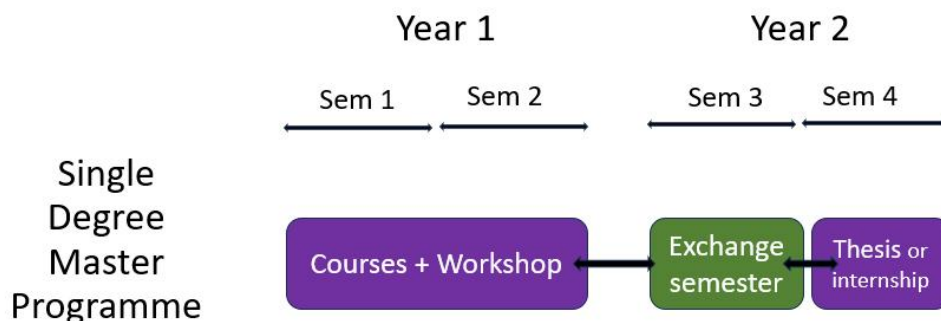 Year 1
Year 2
Sem 1
Sem 2
Sem 3
Sem 4
Single
Degree
Master
Programme
Courses + Workshop
Exchange
semester
Thesis or
internship